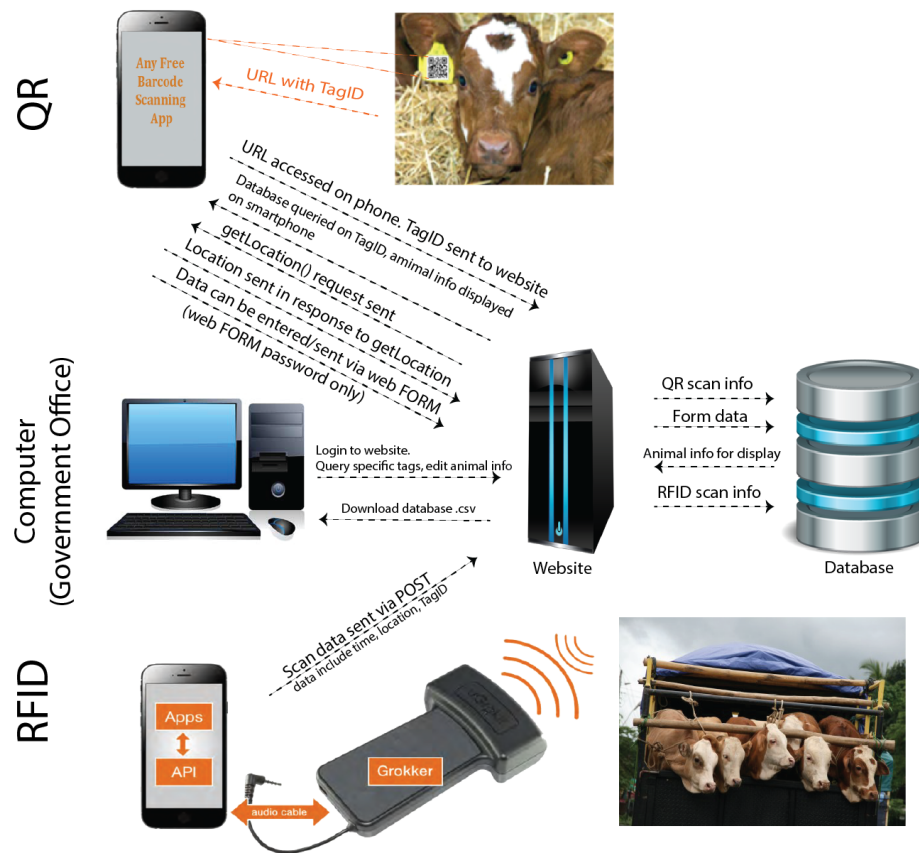 QR
Any Free
Barcode
Scanning
App
URL with TagID
URL accessed on phone. TagID sent to website
Database queried on TagID, amimal info displayed
on smartphone
getLocation() request sent
Location sent in response to getLocation
Data can be entered/sent via web FORM
(web FORM password only)
Computer
(Government Office)
Login to website.
Query specific tags, edit animal info
Download database .csv
Website
QR scan info
Form data
Animal info for display
RFID scan info
Database
RFID
Scan data sent via POST
data include time, location, TagID
Apps
API
audio cable
Grokker